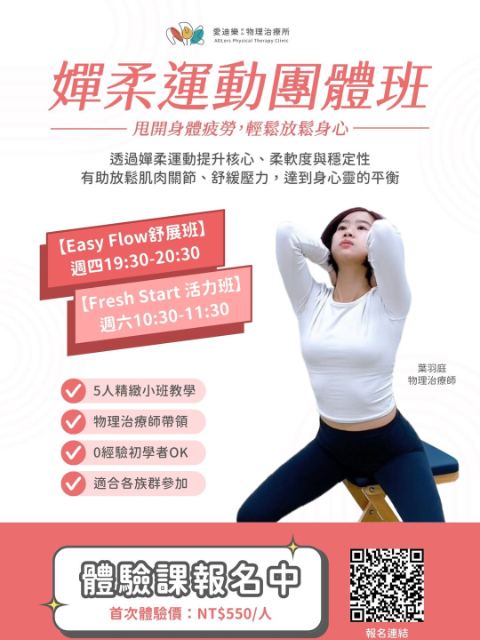 愛迪樂 物理治療所
嬋柔運動團體班
甩開身體疲勞，輕鬆放鬆身心
透過嬋柔運動提升核心、柔軟度與穩定性
有助放鬆肌肉關節、舒緩壓力，達到身心靈的平衡
【Easy Flow舒展班】
週四19:30-20:30
【Fresh Start 活力班】
週六10:30-11:30
葉羽庭
物理治療師
5人精緻小班教學
物理治療師帶領
0經驗初學者OK
適合各族群參加
體驗課報名中
首次體驗價：NT$550/人
報名連結